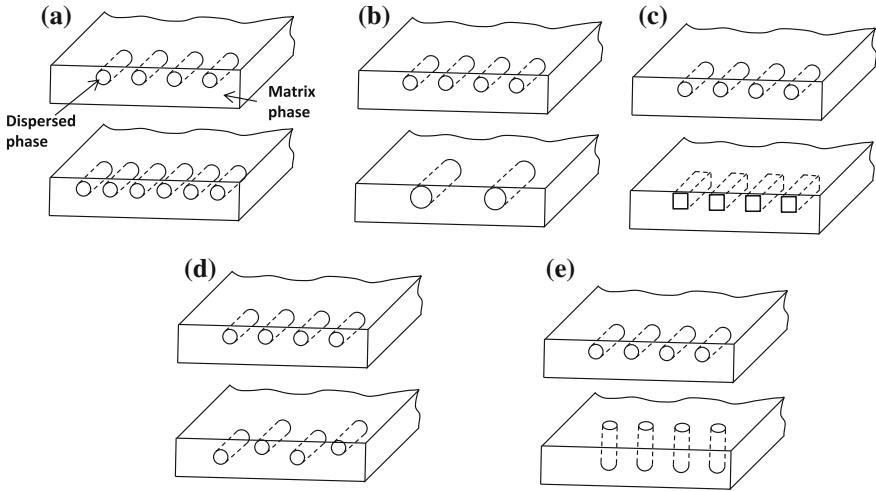 (a)
(b)
(c)
Dispersed
phase
Matrix
phase
(d)
(e)